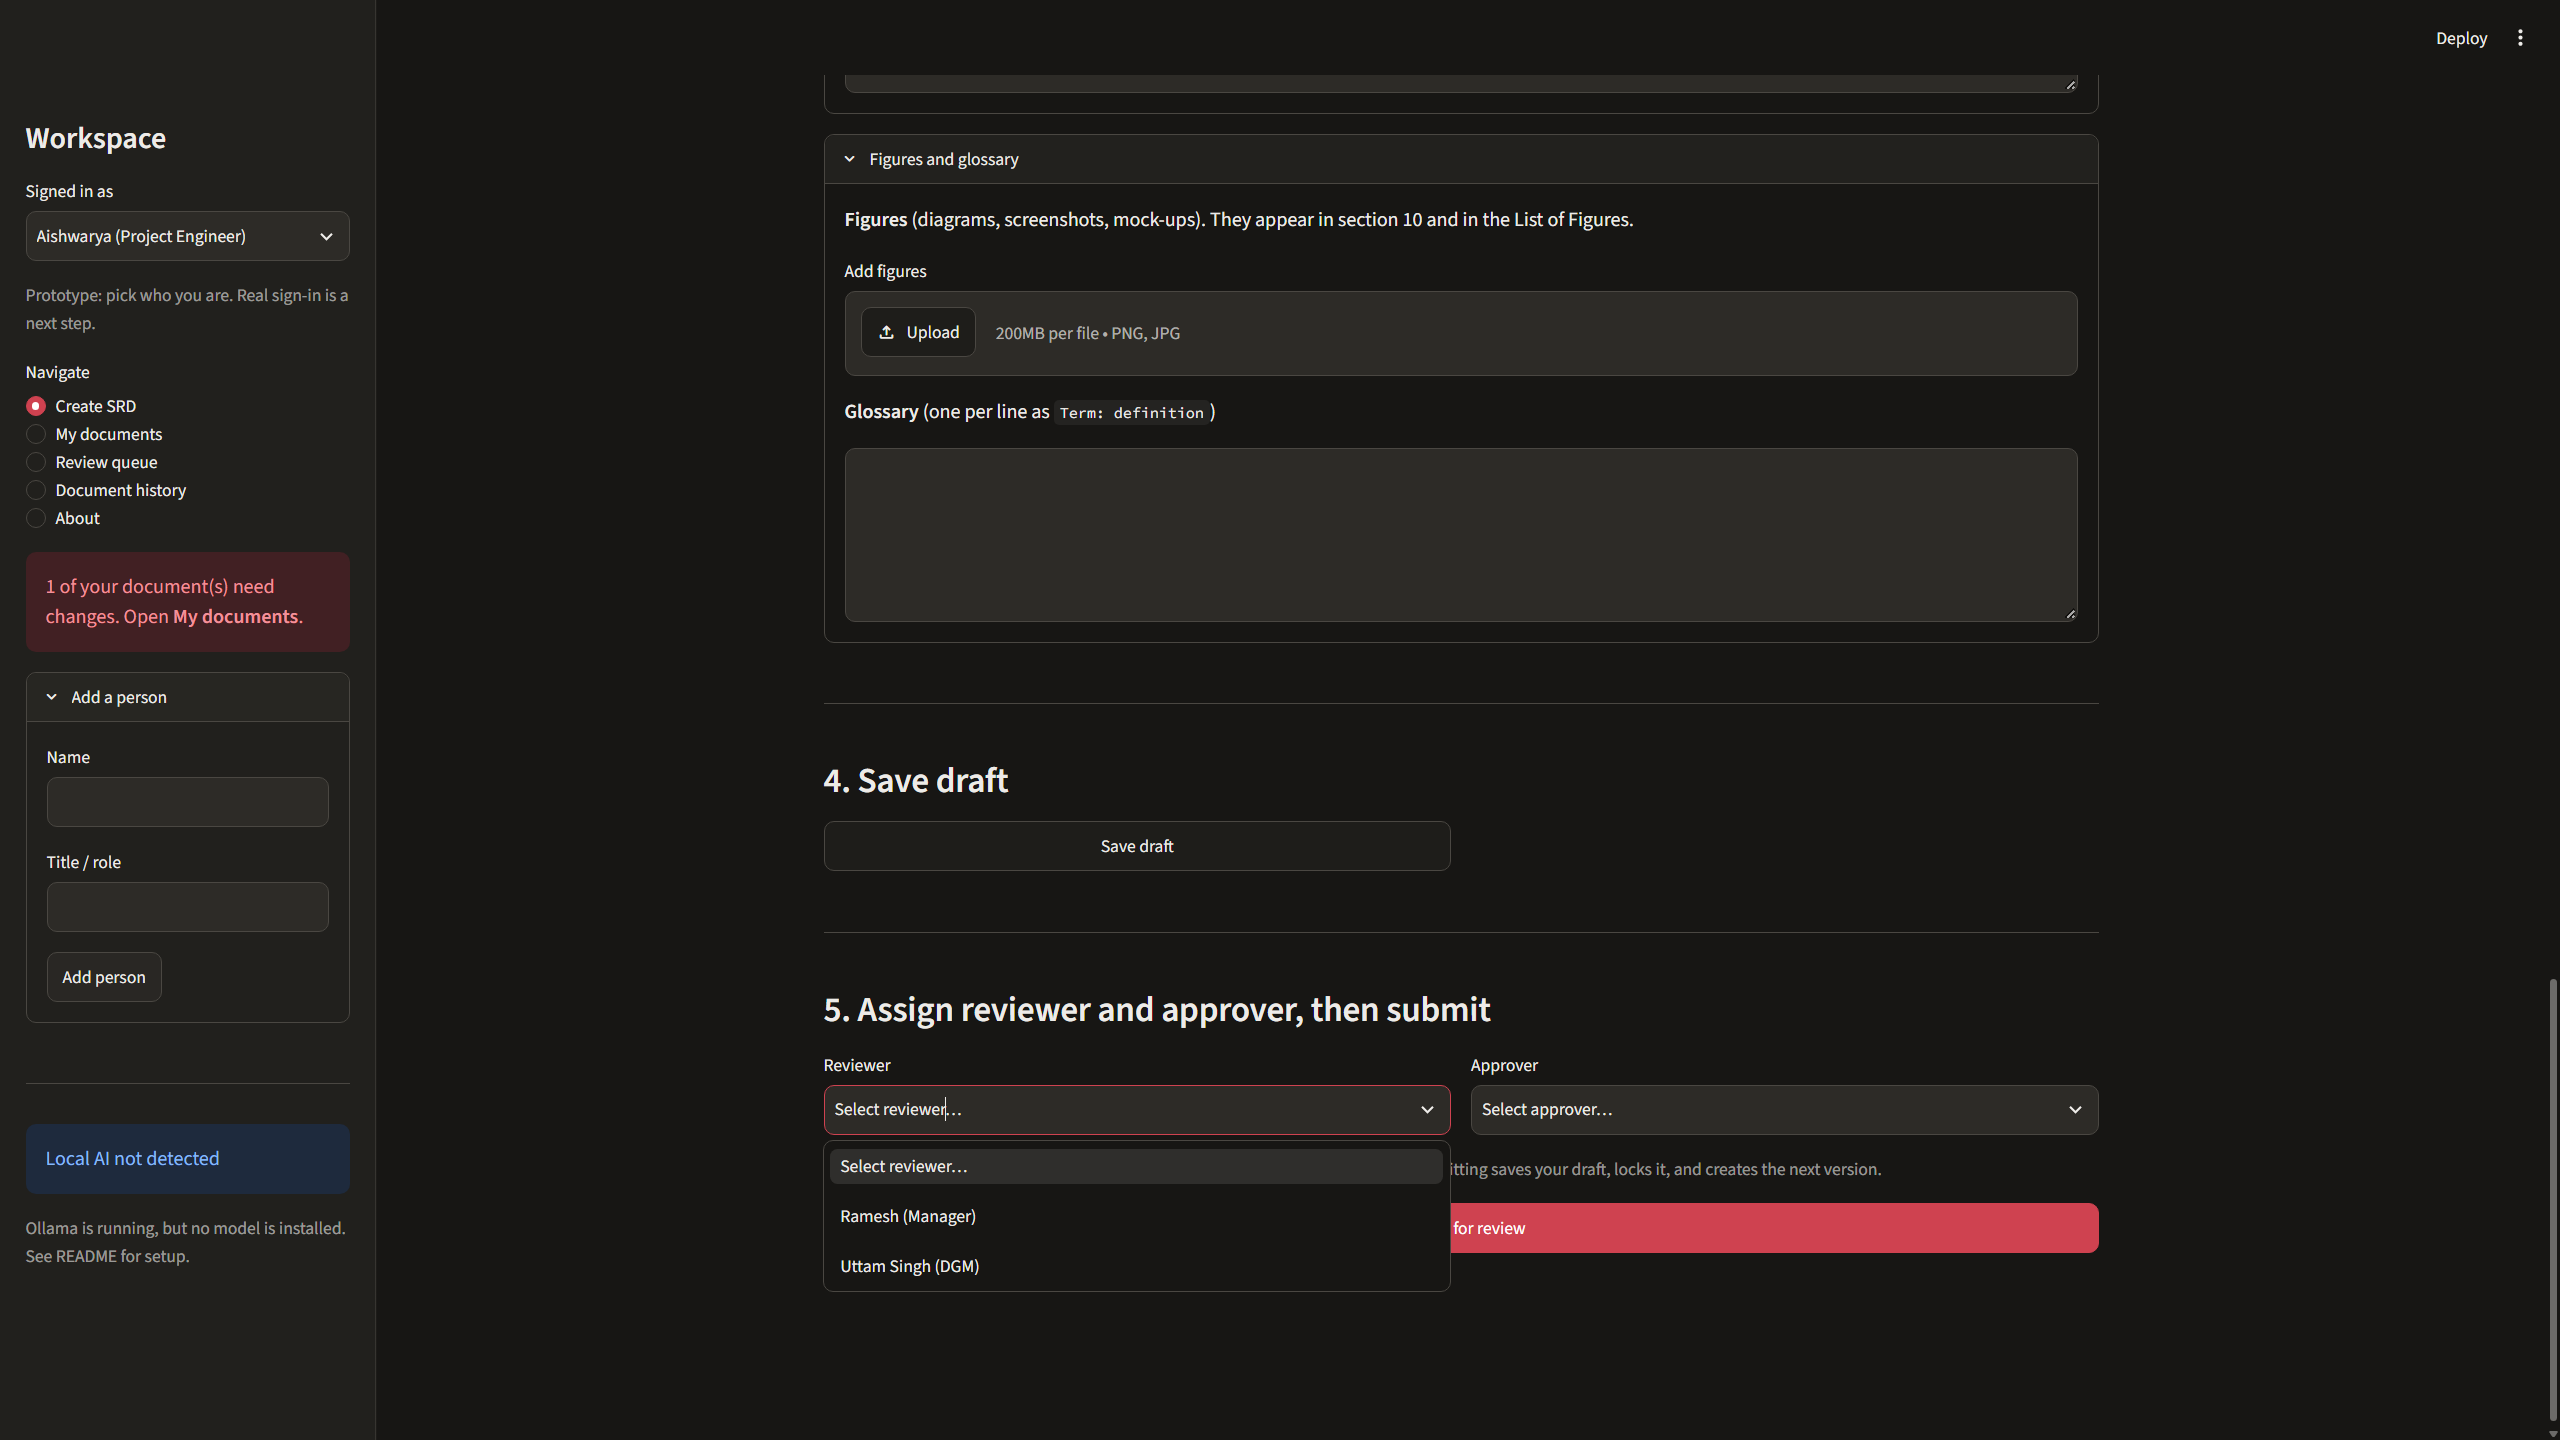 Deploy
Workspace
Signed in as
Aishwarya (Project Engineer)
Prototype: pick who you are. Real sign-in is a
next step.
Navigate
Create SRD
My documents
Review queue
Document history
About
1 of your document(s) need
changes. Open My documents.
Add a person
Name
Title / role
Add person
Local AI not detected
Ollama is running, but no model is installed.
See README for setup.
Figures and glossary
Figures (diagrams, screenshots, mock-ups). They appear in section 10 and in the List of Figures.
Add figures
Upload
200MB per file • PNG, JPG
Glossary (one per line as Term: definition)
4. Save draft
Save draft
5. Assign reviewer and approver, then submit
Reviewer
Approver
Select reviewer…
Select approver…
Select reviewer…
Ramesh (Manager)
Uttam Singh (DGM)
itting saves your draft, locks it, and creates the next version.
for review